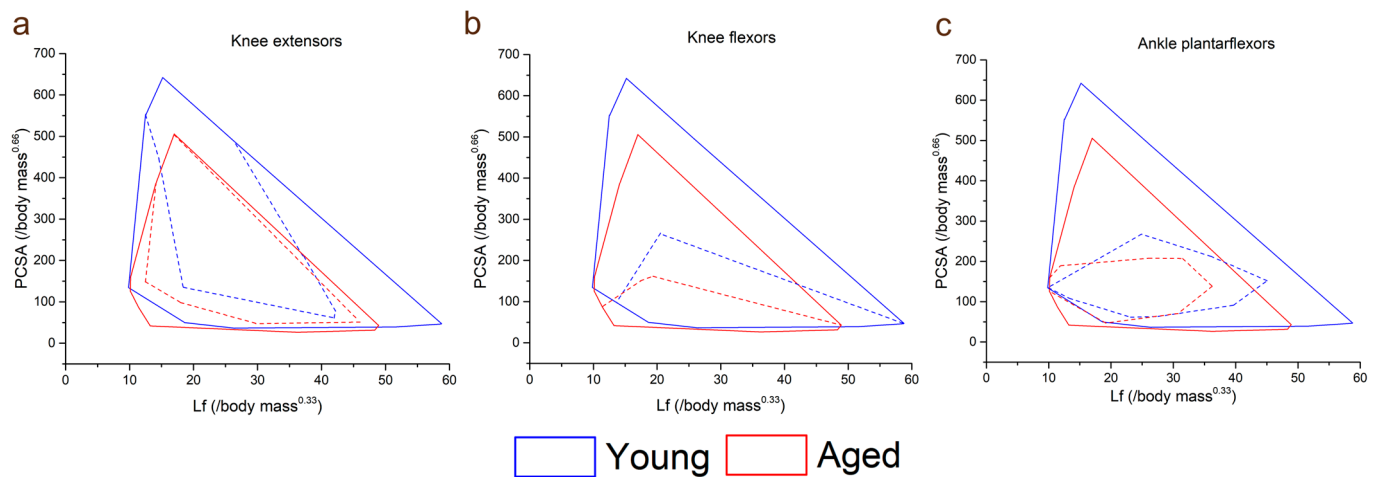 a
Knee extensors
700
600
500
400
300
200
100
0
PCSA (/body mass^0.66)
0 10 20 30 40 50 60
Lf (/body mass^0.33)
b
Knee flexors
700
600
500
400
300
200
100
0
PCSA (/body mass^0.66)
0 10 20 30 40 50 60
Lf (/body mass^0.33)
c
Ankle plantarflexors
700
600
500
400
300
200
100
0
PCSA (/body mass^0.66)
0 10 20 30 40 50 60
Lf (/body mass^0.33)
Young Aged